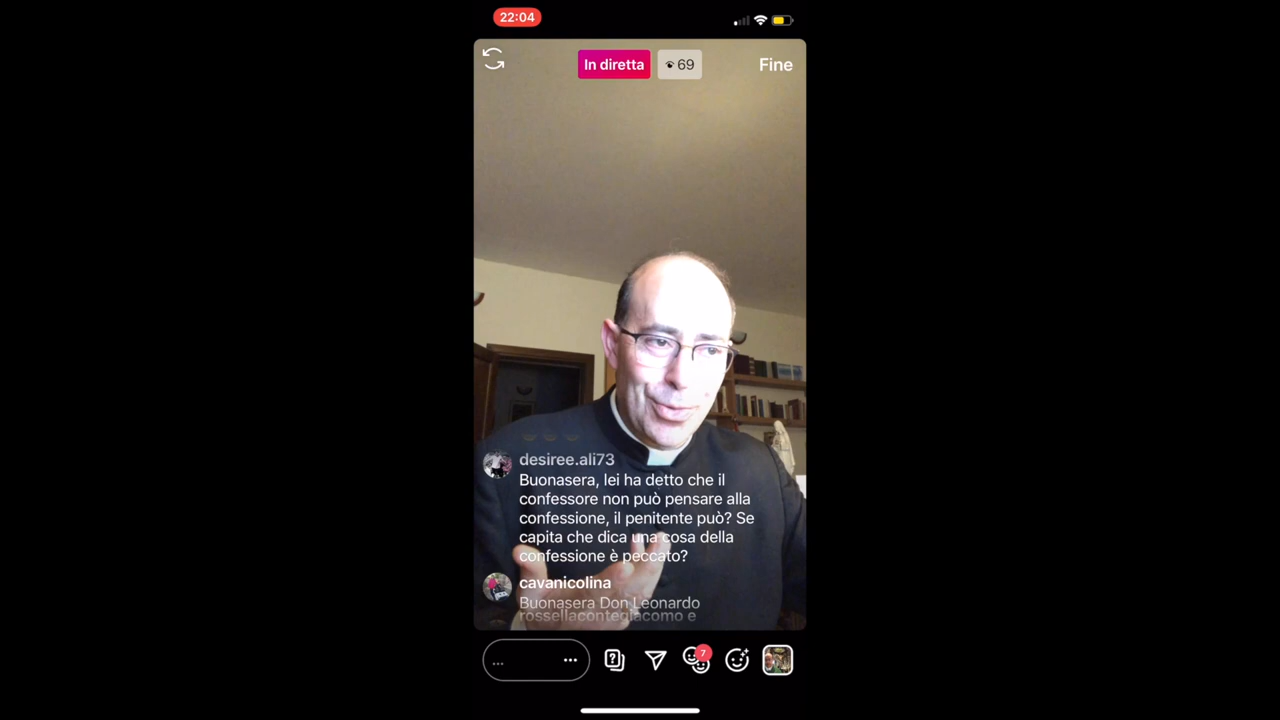 22:04
In diretta
69
Fine
desiree.ali73
Buonasera, lei ha detto che il
confessore non può pensare alla
confessione, il penitente può? Se
capita che dica una cosa della
confessione è peccato?
cavanicolina
Buonasera Don Leonardo
rossellacontegiacomo e
...
7